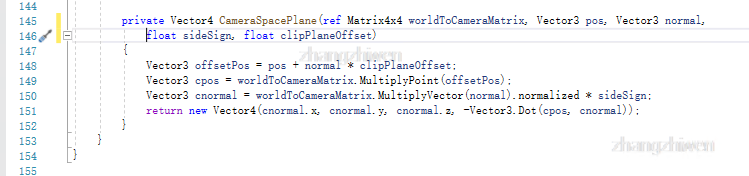 144
145 private Vector4 CameraSpacePlane(ref Matrix4x4 worldToCameraMatrix, Vector3 pos, Vector3 normal,
146 float sideSign, float clipPlaneOffset)
147 {
148 Vector3 offsetPos = pos + normal * clipPlaneOffset;
149 Vector3 cpos = worldToCameraMatrix.MultiplyPoint(offsetPos);
150 Vector3 cnormal = worldToCameraMatrix.MultiplyVector(normal).normalized * sideSign;
151 return new Vector4(cnormal.x, cnormal.y, cnormal.z, -Vector3.Dot(cpos, cnormal));
152 }
153 }
154 }
155
zhangzhiwen
zhangzhiwen